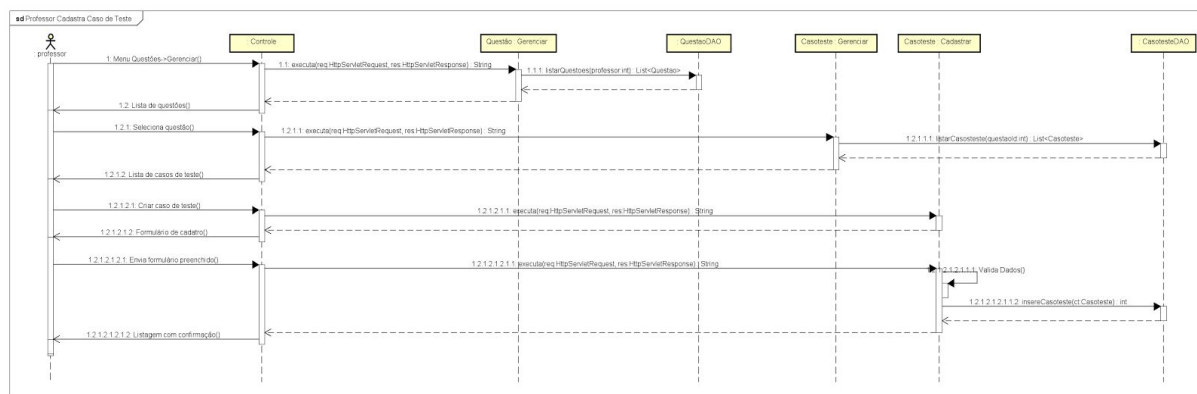 sd Professor Cadastra Caso de Teste
professor
: Controle
Questão : Gerenciar
: QuestaoDAO
Casoteste : Gerenciar
Casoteste : Cadastrar
: CasotesteDAO
1: Menu Questões->Gerenciar()
1.1: executa(req:HttpServletRequest, res:HttpServletResponse) : String
1.1.1: listarQuestoes(professor:int) : List<Questao>
1.2: Lista de questões()
1.2.1: Seleciona questão()
1.2.1.1: executa(req:HttpServletRequest, res:HttpServletResponse) : String
1.2.1.1.1: listarCasosteste(questaoId:int) : List<Casoteste>
1.2.1.2: Lista de casos de teste()
1.2.1.2.1: Criar caso de teste()
1.2.1.2.1.1: executa(req:HttpServletRequest, res:HttpServletResponse) : String
1.2.1.2.1.2: Formulário de cadatro()
1.2.1.2.1.2.1: Envia formulário preenchido()
1.2.1.2.1.2.1.1: executa(req:HttpServletRequest, res:HttpServletResponse) : String
1.2.1.2.1.2.1.1.1: Valida Dados()
1.2.1.2.1.2.1.1.2: insereCasoteste(ct:Casoteste) : int
1.2.1.2.1.2.1.2: Listagem com confirmação()